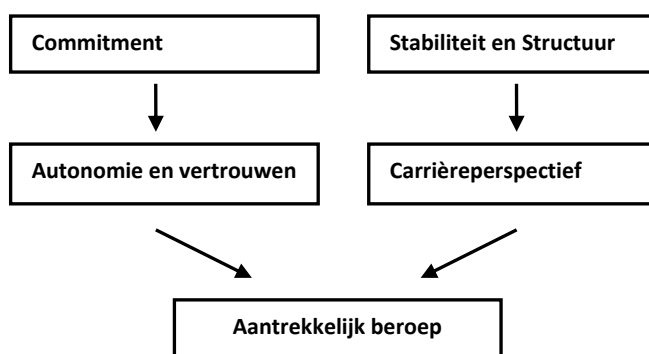 Commitment
Stabiliteit en Structuur
Autonomie en vertrouwen
Carrièreperspectief
Aantrekkelijk beroep